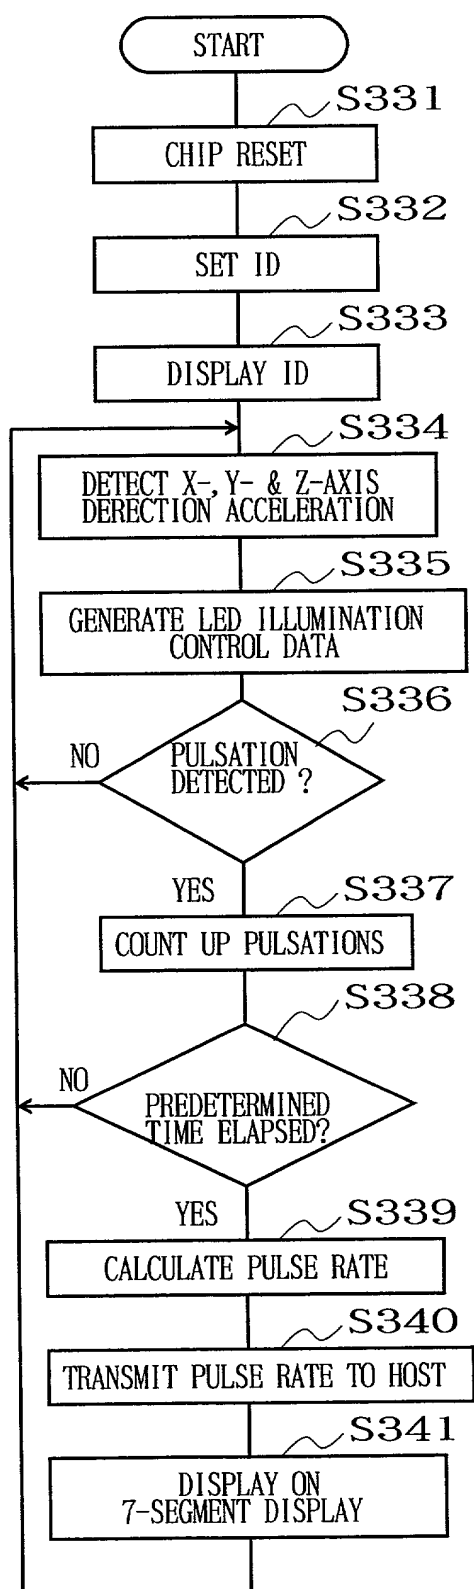 START
S331
CHIP RESET
S332
SET ID
S333
DISPLAY ID
S334
DETECT X-, Y- & Z-AXIS
DERECTION ACCELERATION
S335
GENERATE LED ILLUMINATION
CONTROL DATA
S336
NO
PULSATION
DETECTED ?
YES
S337
COUNT UP PULSATIONS
S338
NO
PREDETERMINED
TIME ELAPSED?
YES
S339
CALCULATE PULSE RATE
S340
TRANSMIT PULSE RATE TO HOST
S341
DISPLAY ON
7-SEGMENT DISPLAY